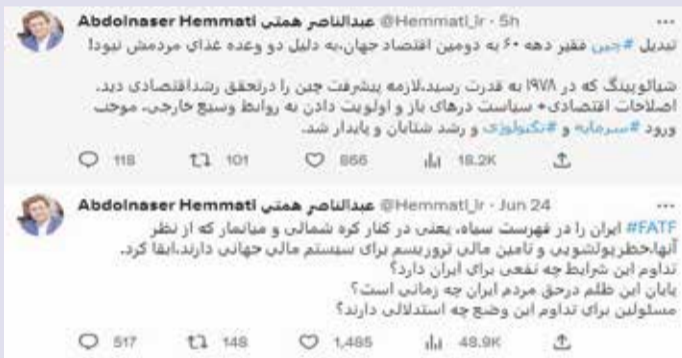 Abdolnaser Hemmati عبدالناصر همتی @Hemmati_ir · 5h
تبدیل #چین فقیر دهه ۶۰ به دومین اقتصاد جهان،به دلیل دو وعده غذای مردمش نبود!
شیائوپینگ که در ۱۹۷۸ به قدرت رسید،لازمه پیشرفت چین را درتحقق رشداقتصادی دید.
اصلاحات اقتصادی+ سیاست درهای باز و اولویت دادن به روابط وسیع خارجی، موجب
ورود #سرمایه و #تکنولوژی و رشد شتابان و پایدار شد.
118 101 866 18.2K
Abdolnaser Hemmati عبدالناصر همتی @Hemmati_ir · Jun 24
#FATF ایران را در فهرست سیاه، یعنی در کنار کره شمالی و میانمار که از نظر
آنها،خطرپولشویی و تامین مالی تروریسم برای سیستم مالی جهانی دارند،ابقا کرد.
تداوم این شرایط چه نفعی برای ایران دارد؟
پایان این ظلم درحق مردم ایران چه زمانی است؟
مسئولین برای تداوم این وضع چه استدلالی دارند؟
517 148 1,485 48.9K